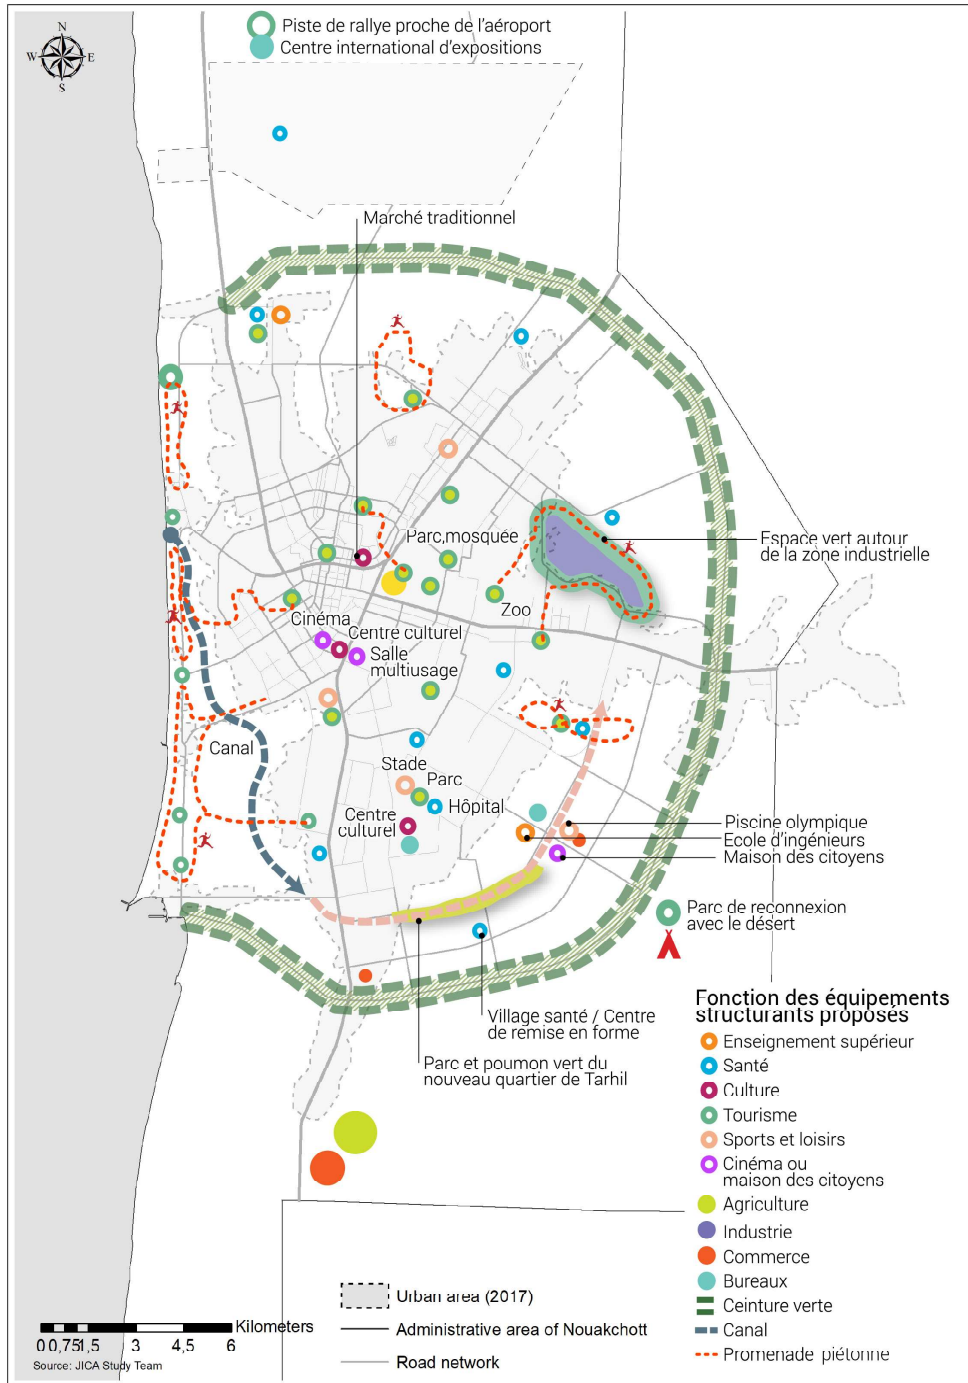 Piste de rallye proche de l'aéroport
Centre international d'expositions
N
W E
S
Marché traditionnel
Parc,mosquée
Espace vert autour
de la zone industrielle
Zoo
Cinéma
Centre culturel
Salle
multiusage
Canal
Stade
Parc
Hôpital
Centre
culturel
Piscine olympique
Ecole d'ingénieurs
Maison des citoyens
Parc de reconnexion
avec le désert
Village santé / Centre
de remise en forme
Parc et poumon vert du
nouveau quartier de Tarhil
Fonction des équipements
structurants proposés
Enseignement supérieur
Santé
Culture
Tourisme
Sports et loisirs
Cinéma ou
maison des citoyens
Agriculture
Industrie
Commerce
Bureaux
Ceinture verte
Canal
Promenade piétonne
Urban area (2017)
Administrative area of Nouakchott
Road network
Kilometers
0 0,75 1,5 3 4,5 6
Source: JICA Study Team